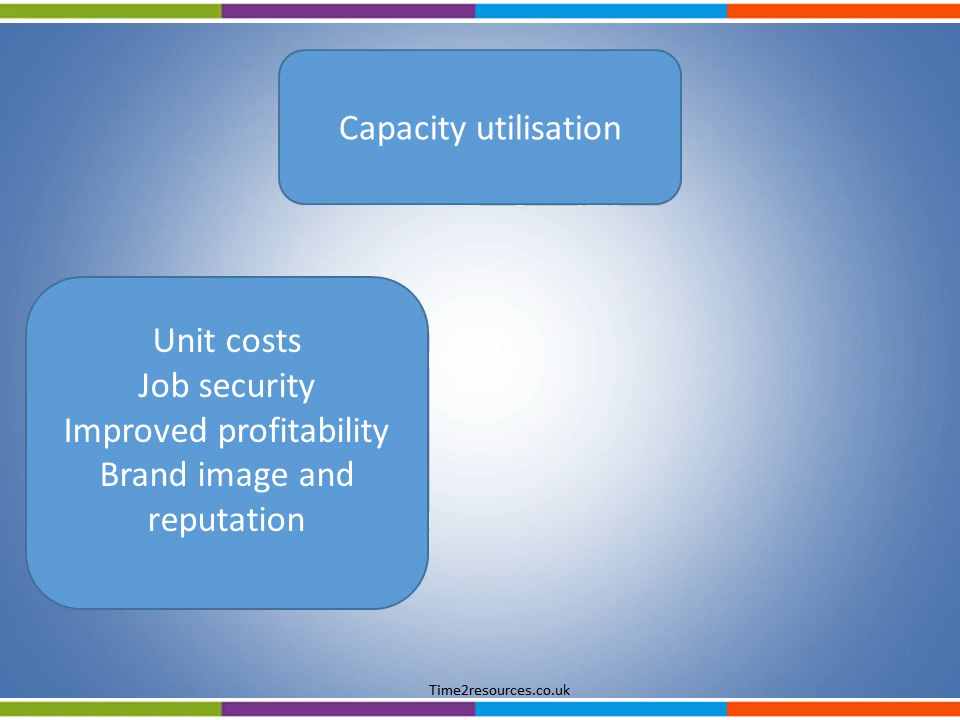 Capacity utilisation
Unit costs
Job security
Improved profitability
Brand image and
reputation
Time2resources.co.uk